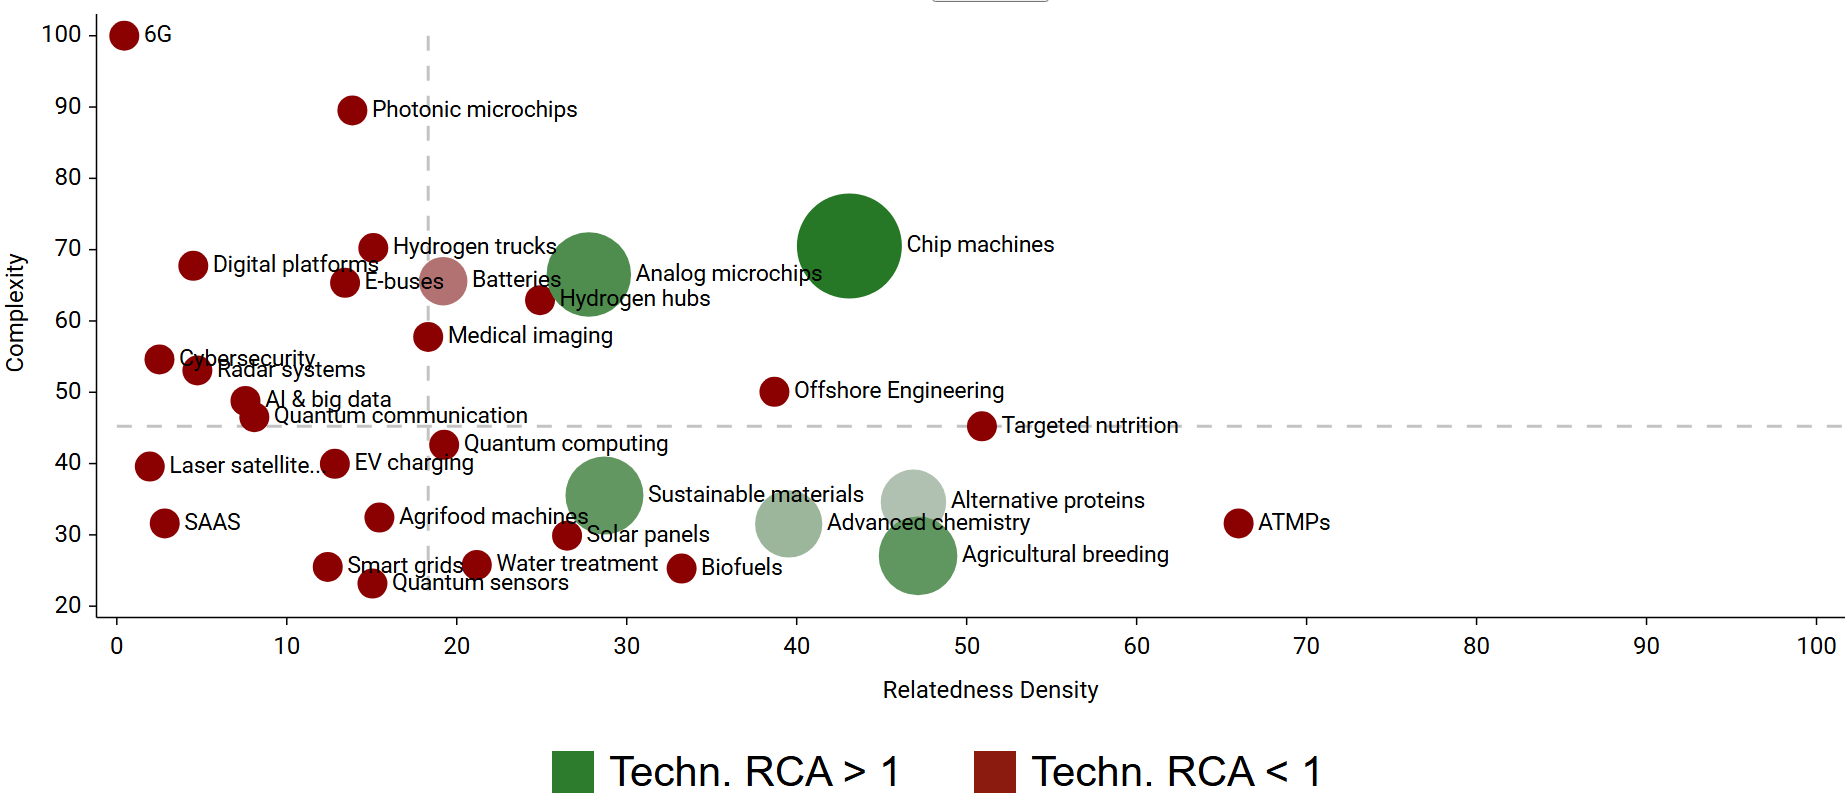 100
6G
90
Photonic microchips
80
70
Hydrogen trucks
Chip machines
Digital platforms
E-buses
Batteries
Analog microchips
Hydrogen hubs
60
Medical imaging
Complexity
Cybersecurity
Radar systems
50
Offshore Engineering
AI & big data
Quantum communication
Targeted nutrition
Quantum computing
40
Laser satellite...
EV charging
Sustainable materials
Alternative proteins
SAAS
Agrifood machines
Advanced chemistry
ATMPs
30
Solar panels
Agricultural breeding
Smart grids
Water treatment
Biofuels
Quantum sensors
20
0 10 20 30 40 50 60 70 80 90 100
Relatedness Density
Techn. RCA > 1
Techn. RCA < 1